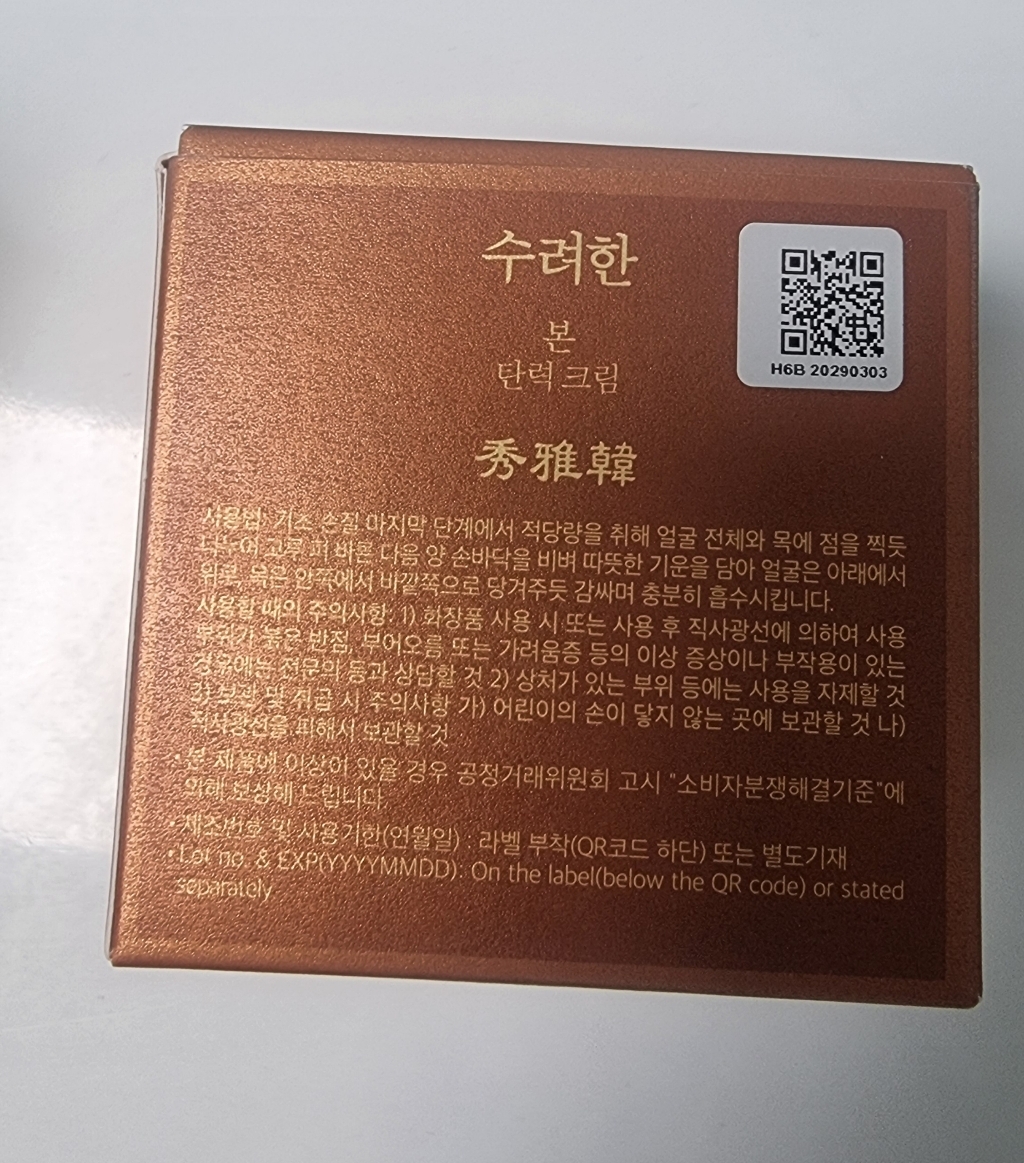 수려한
본
탄력 크림
H6B 20290303
秀雅韓
사용법: 기초 손질 마지막 단계에서 적당량을 취해 얼굴 전체와 목에 점을 찍듯
나누어 고루 펴 바른 다음 양 손바닥을 비벼 따뜻한 기운을 담아 얼굴은 아래에서
위로, 목은 안쪽에서 바깥쪽으로 당겨주듯 감싸며 충분히 흡수시킵니다.
사용할 때의 주의사항: 1) 화장품 사용 시 또는 사용 후 직사광선에 의하여 사용
부위가 붉은 반점, 부어오름 또는 가려움증 등의 이상 증상이나 부작용이 있는
경우에는 전문의 등과 상담할 것 2) 상처가 있는 부위 등에는 사용을 자제할 것
3) 보관 및 취급 시 주의사항 가) 어린이의 손이 닿지 않는 곳에 보관할 것 나)
직사광선을 피해서 보관할 것
• 본 제품에 이상이 있을 경우 공정거래위원회 고시 "소비자분쟁해결기준"에
의해 보상해 드립니다.
• 제조번호 및 사용기한(연월일) : 라벨 부착(QR코드 하단) 또는 별도기재
• Lot no. & EXP(YYYYMMDD): On the label(below the QR code) or stated
separately